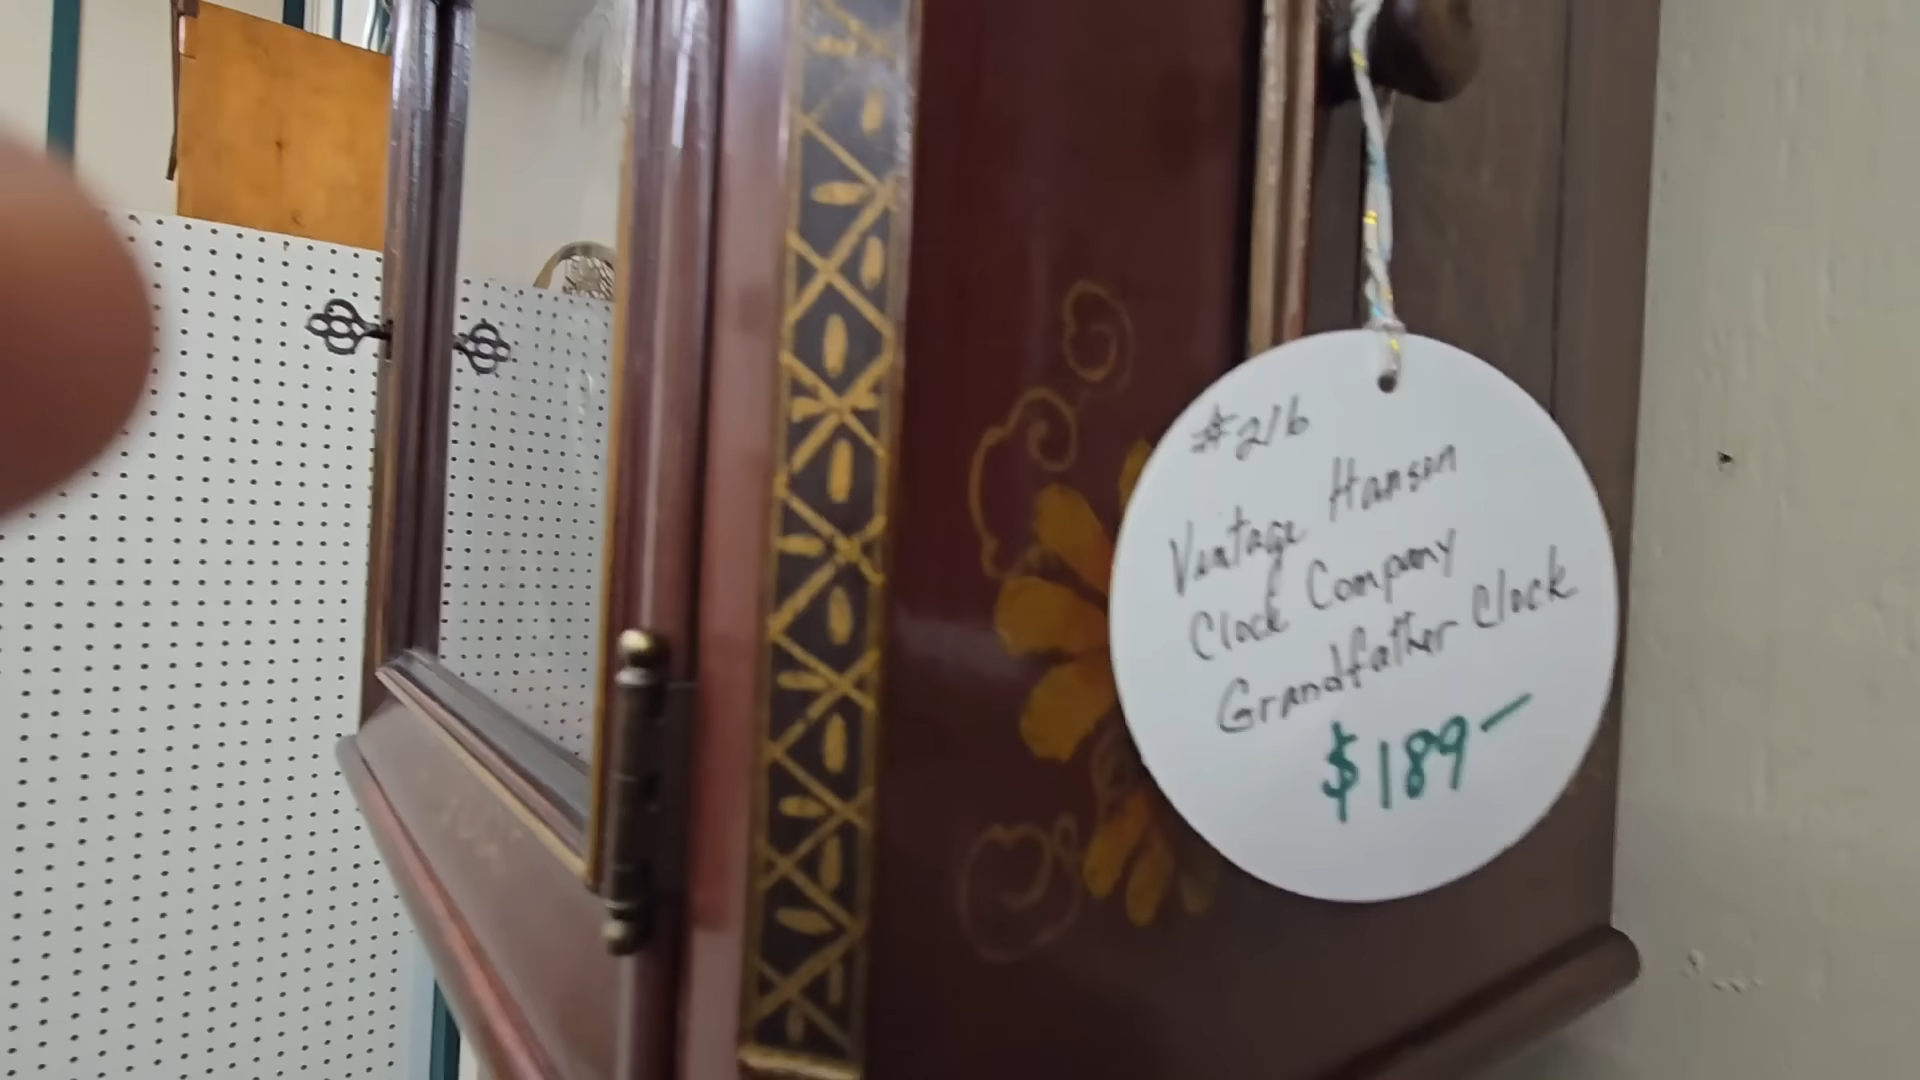 #216
Vintage Hanson
Clock Company
Grandfather Clock
$189-